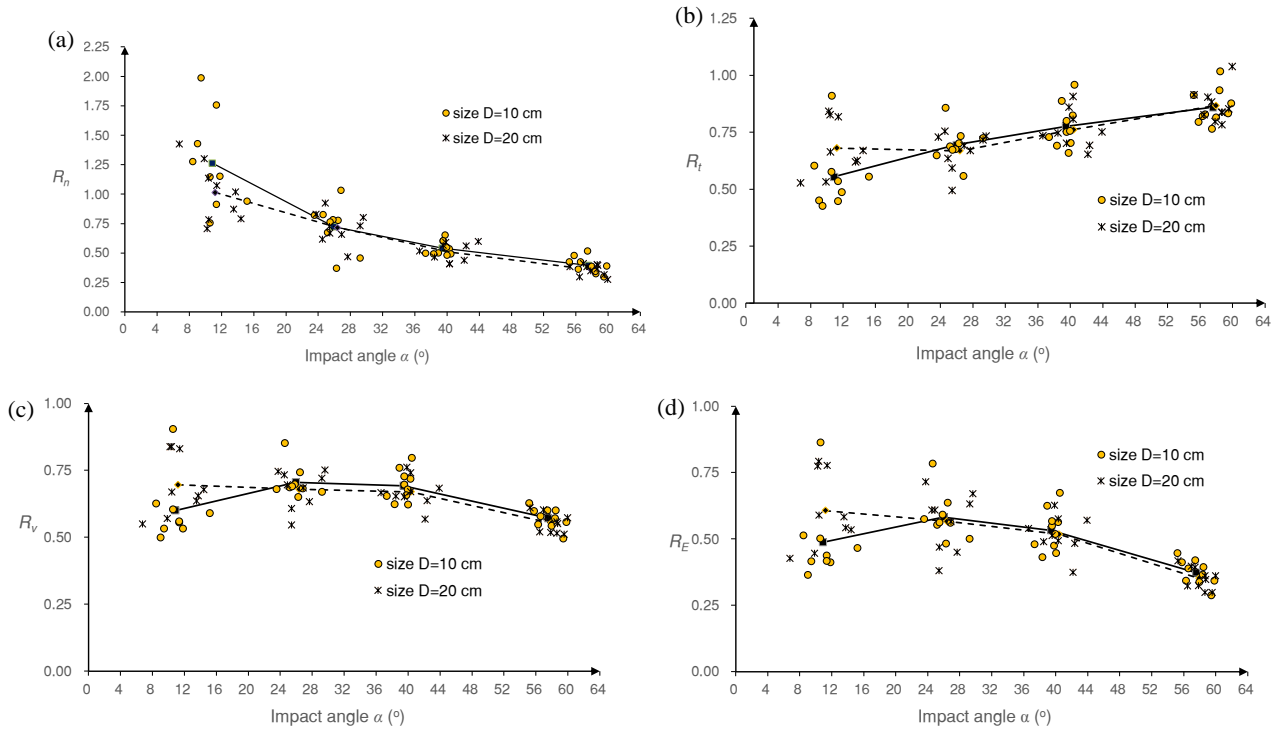 (a)
2.25
2.00
1.75
1.50
1.25
1.00
0.75
0.50
0.25
0.00
Rn
size D=10 cm
size D=20 cm
0 4 8 12 16 20 24 28 32 36 40 44 48 52 56 60 64
Impact angle α (°)
(b)
1.25
1.00
0.75
0.50
0.25
0.00
Rt
size D=10 cm
size D=20 cm
0 4 8 12 16 20 24 28 32 36 40 44 48 52 56 60 64
Impact angle α (°)
(c)
1.00
0.75
0.50
0.25
0.00
Rv
size D=10 cm
size D=20 cm
0 4 8 12 16 20 24 28 32 36 40 44 48 52 56 60 64
Impact angle α (°)
(d)
1.00
0.75
0.50
0.25
0.00
RE
size D=10 cm
size D=20 cm
0 4 8 12 16 20 24 28 32 36 40 44 48 52 56 60 64
Impact angle α (°)